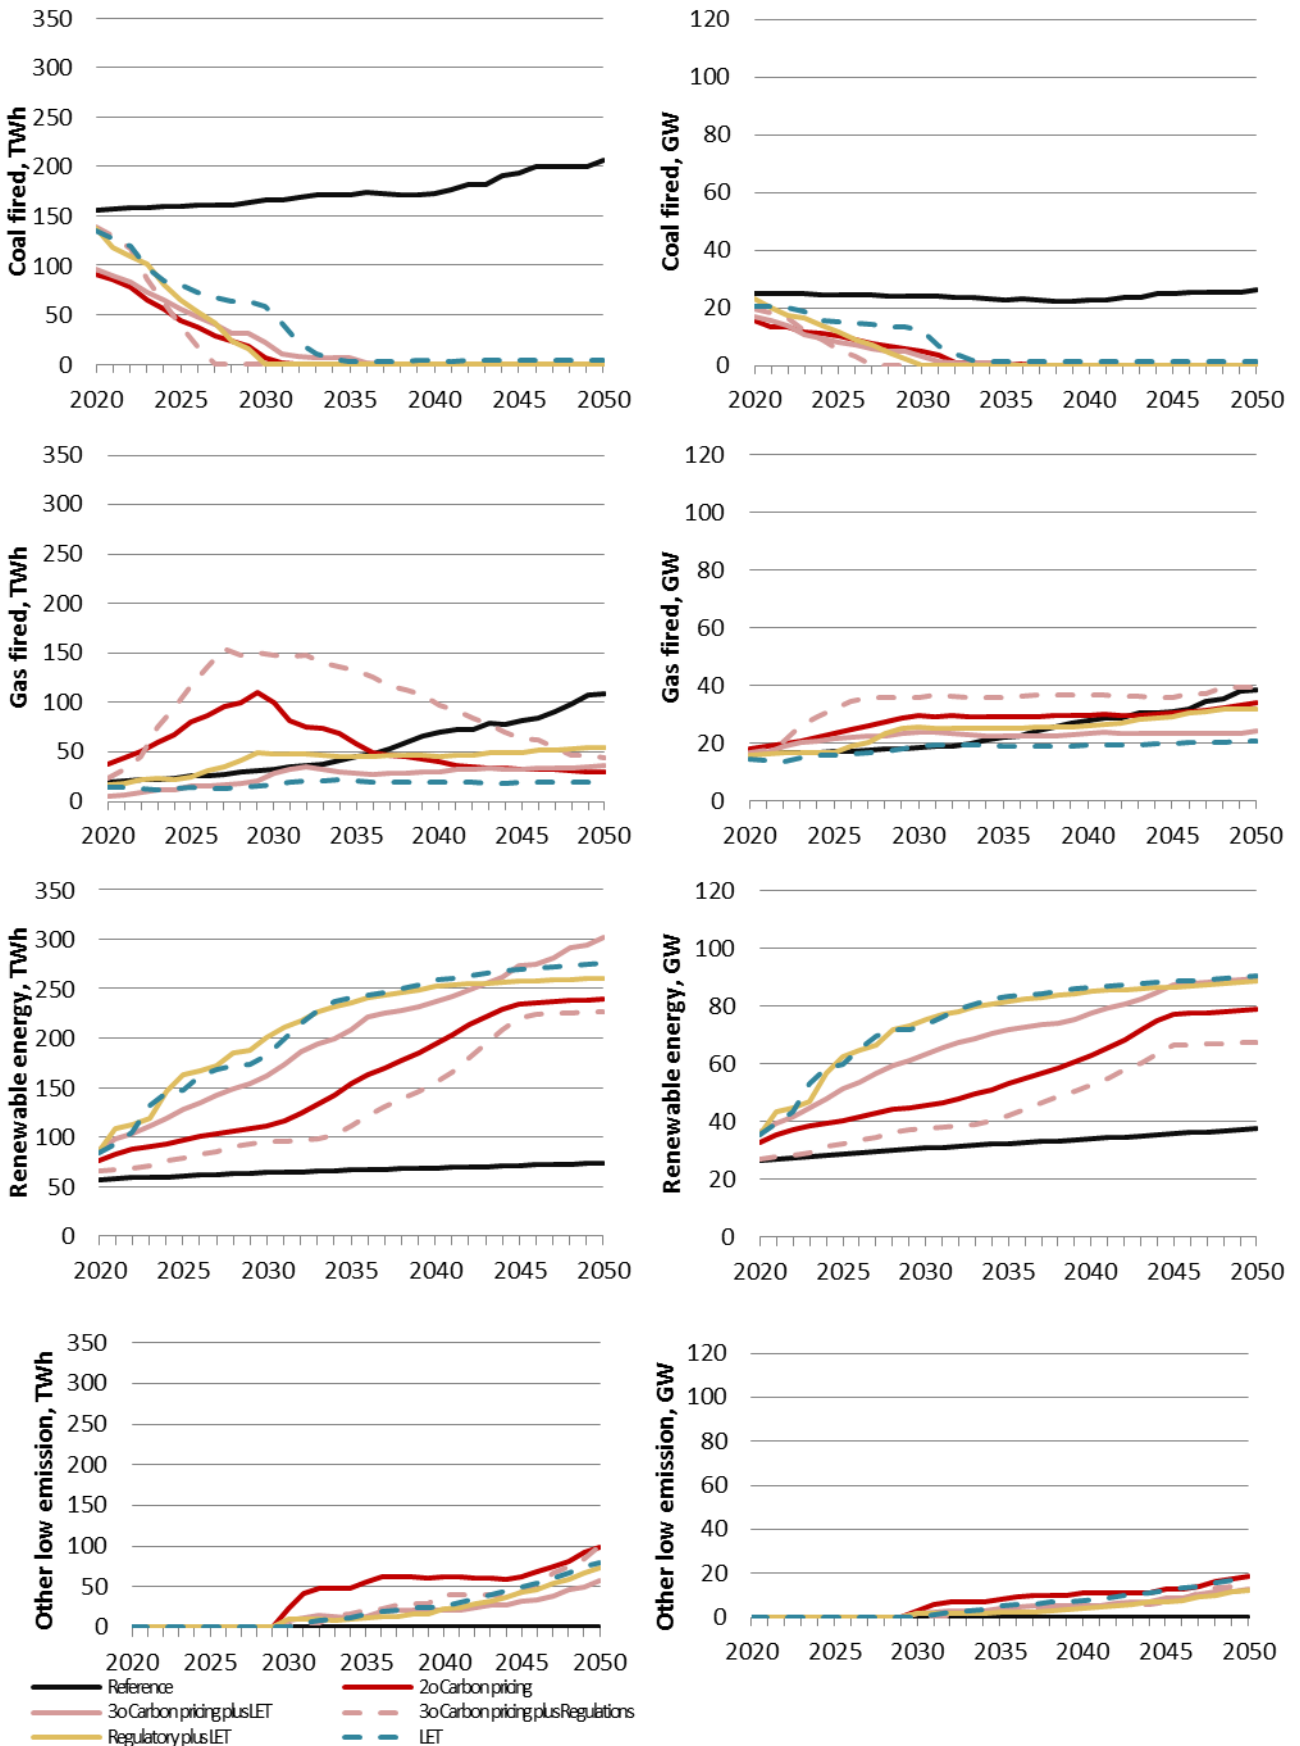 350
300
250
200
150
100
50
0
Coal fired, TWh
2020 2025 2030 2035 2040 2045 2050
120
100
80
60
40
20
0
Coal fired, GW
2020 2025 2030 2035 2040 2045 2050
350
300
250
200
150
100
50
0
Gas fired, TWh
2020 2025 2030 2035 2040 2045 2050
120
100
80
60
40
20
0
Gas fired, GW
2020 2025 2030 2035 2040 2045 2050
350
300
250
200
150
100
50
0
Renewable energy, TWh
2020 2025 2030 2035 2040 2045 2050
120
100
80
60
40
20
0
Renewable energy, GW
2020 2025 2030 2035 2040 2045 2050
350
300
250
200
150
100
50
0
Other low emission, TWh
2020 2025 2030 2035 2040 2045 2050
120
100
80
60
40
20
0
Other low emission, GW
2020 2025 2030 2035 2040 2045 2050
Reference
2o Carbon pricing
3o Carbon pricing plus LET
3o Carbon pricing plus Regulations
Regulatory plus LET
LET